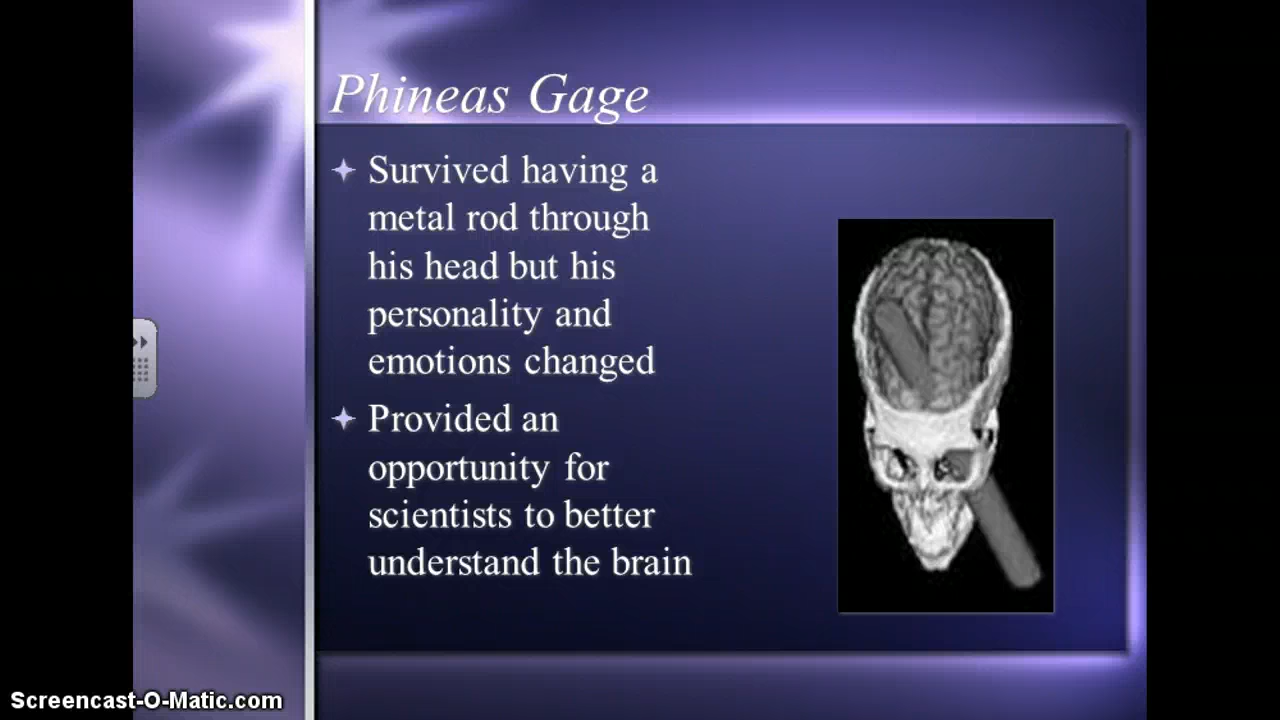 Phineas Gage
Survived having a
metal rod through
his head but his
personality and
emotions changed
Provided an
opportunity for
scientists to better
understand the brain
Screencast-O-Matic.com